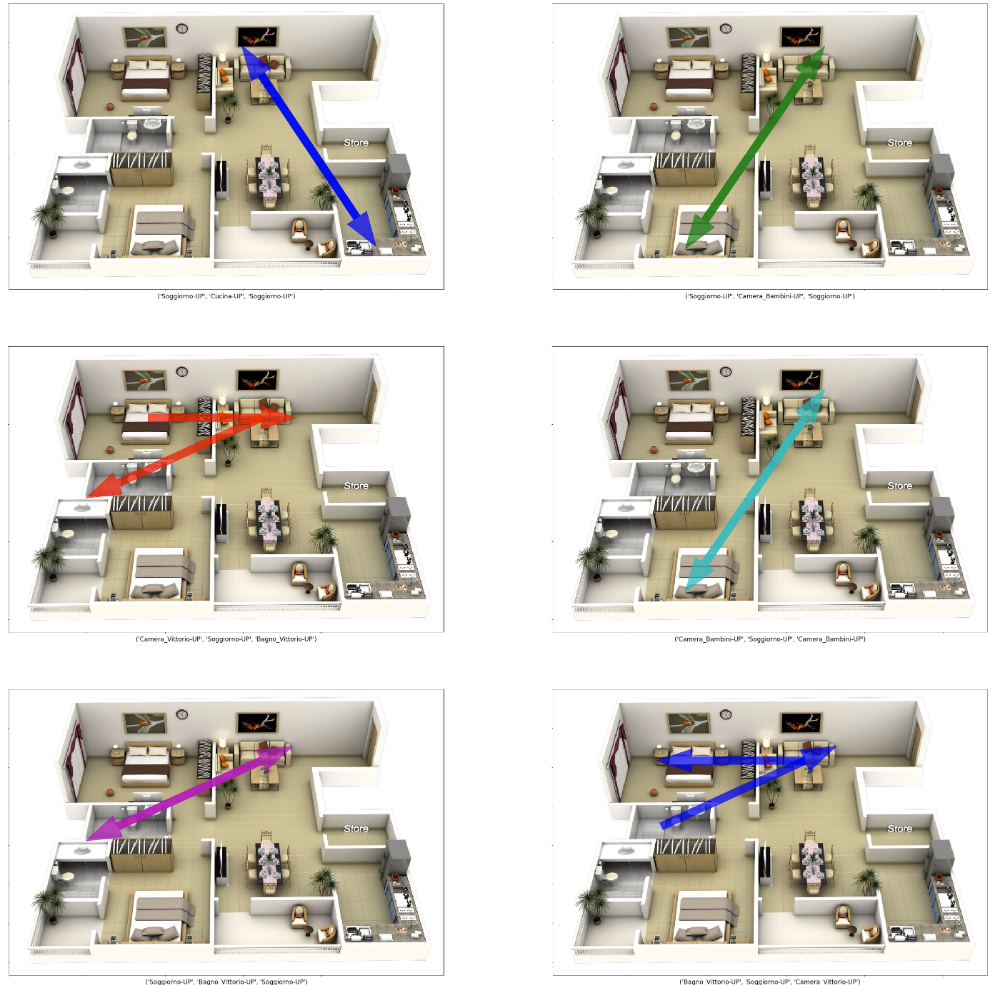 Store
Store
('Soggiorno-UP', 'Cucina-UP', 'Soggiorno-UP')
('Soggiorno-UP', 'Camera_Bambini-UP', 'Soggiorno-UP')
Store
Store
('Camera_Vittorio-UP', 'Soggiorno-UP', 'Bagno_Vittorio-UP')
('Camera_Bambini-UP', 'Soggiorno-UP', 'Camera_Bambini-UP')
Store
Store
('Soggiorno-UP', 'Bagno_Vittorio-UP', 'Soggiorno-UP')
('Bagno_Vittorio-UP', 'Soggiorno-UP', 'Camera_Vittorio-UP')